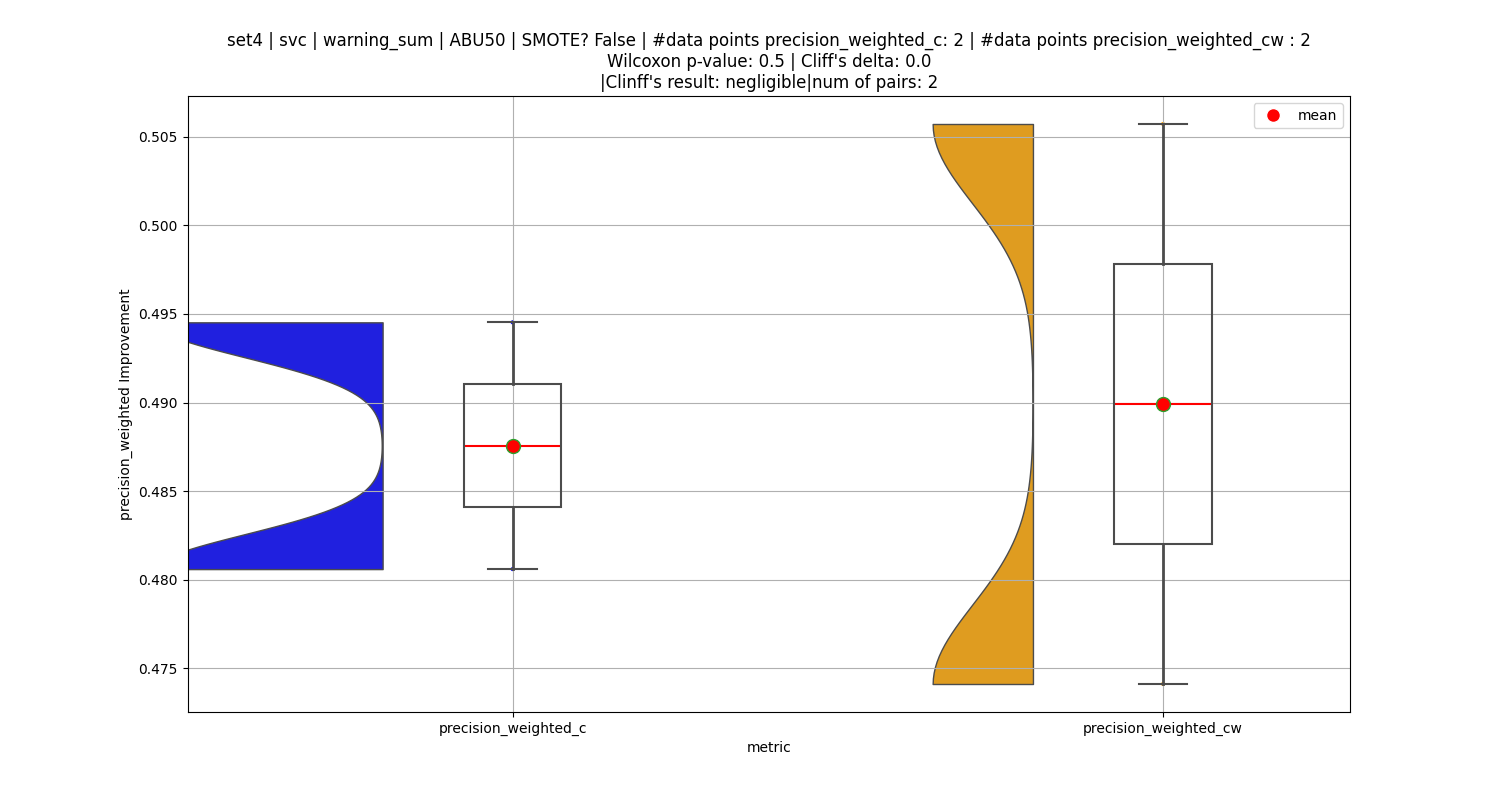 set4 | svc | warning_sum | ABU50 | SMOTE? False | #data points precision_weighted_c: 2 | #data points precision_weighted_cw : 2
Wilcoxon p-value: 0.5 | Cliff's delta: 0.0
|Clinff's result: negligible|num of pairs: 2
mean
0.505
0.500
0.495
0.490
0.485
0.480
0.475
precision_weighted Improvement
precision_weighted_c
precision_weighted_cw
metric